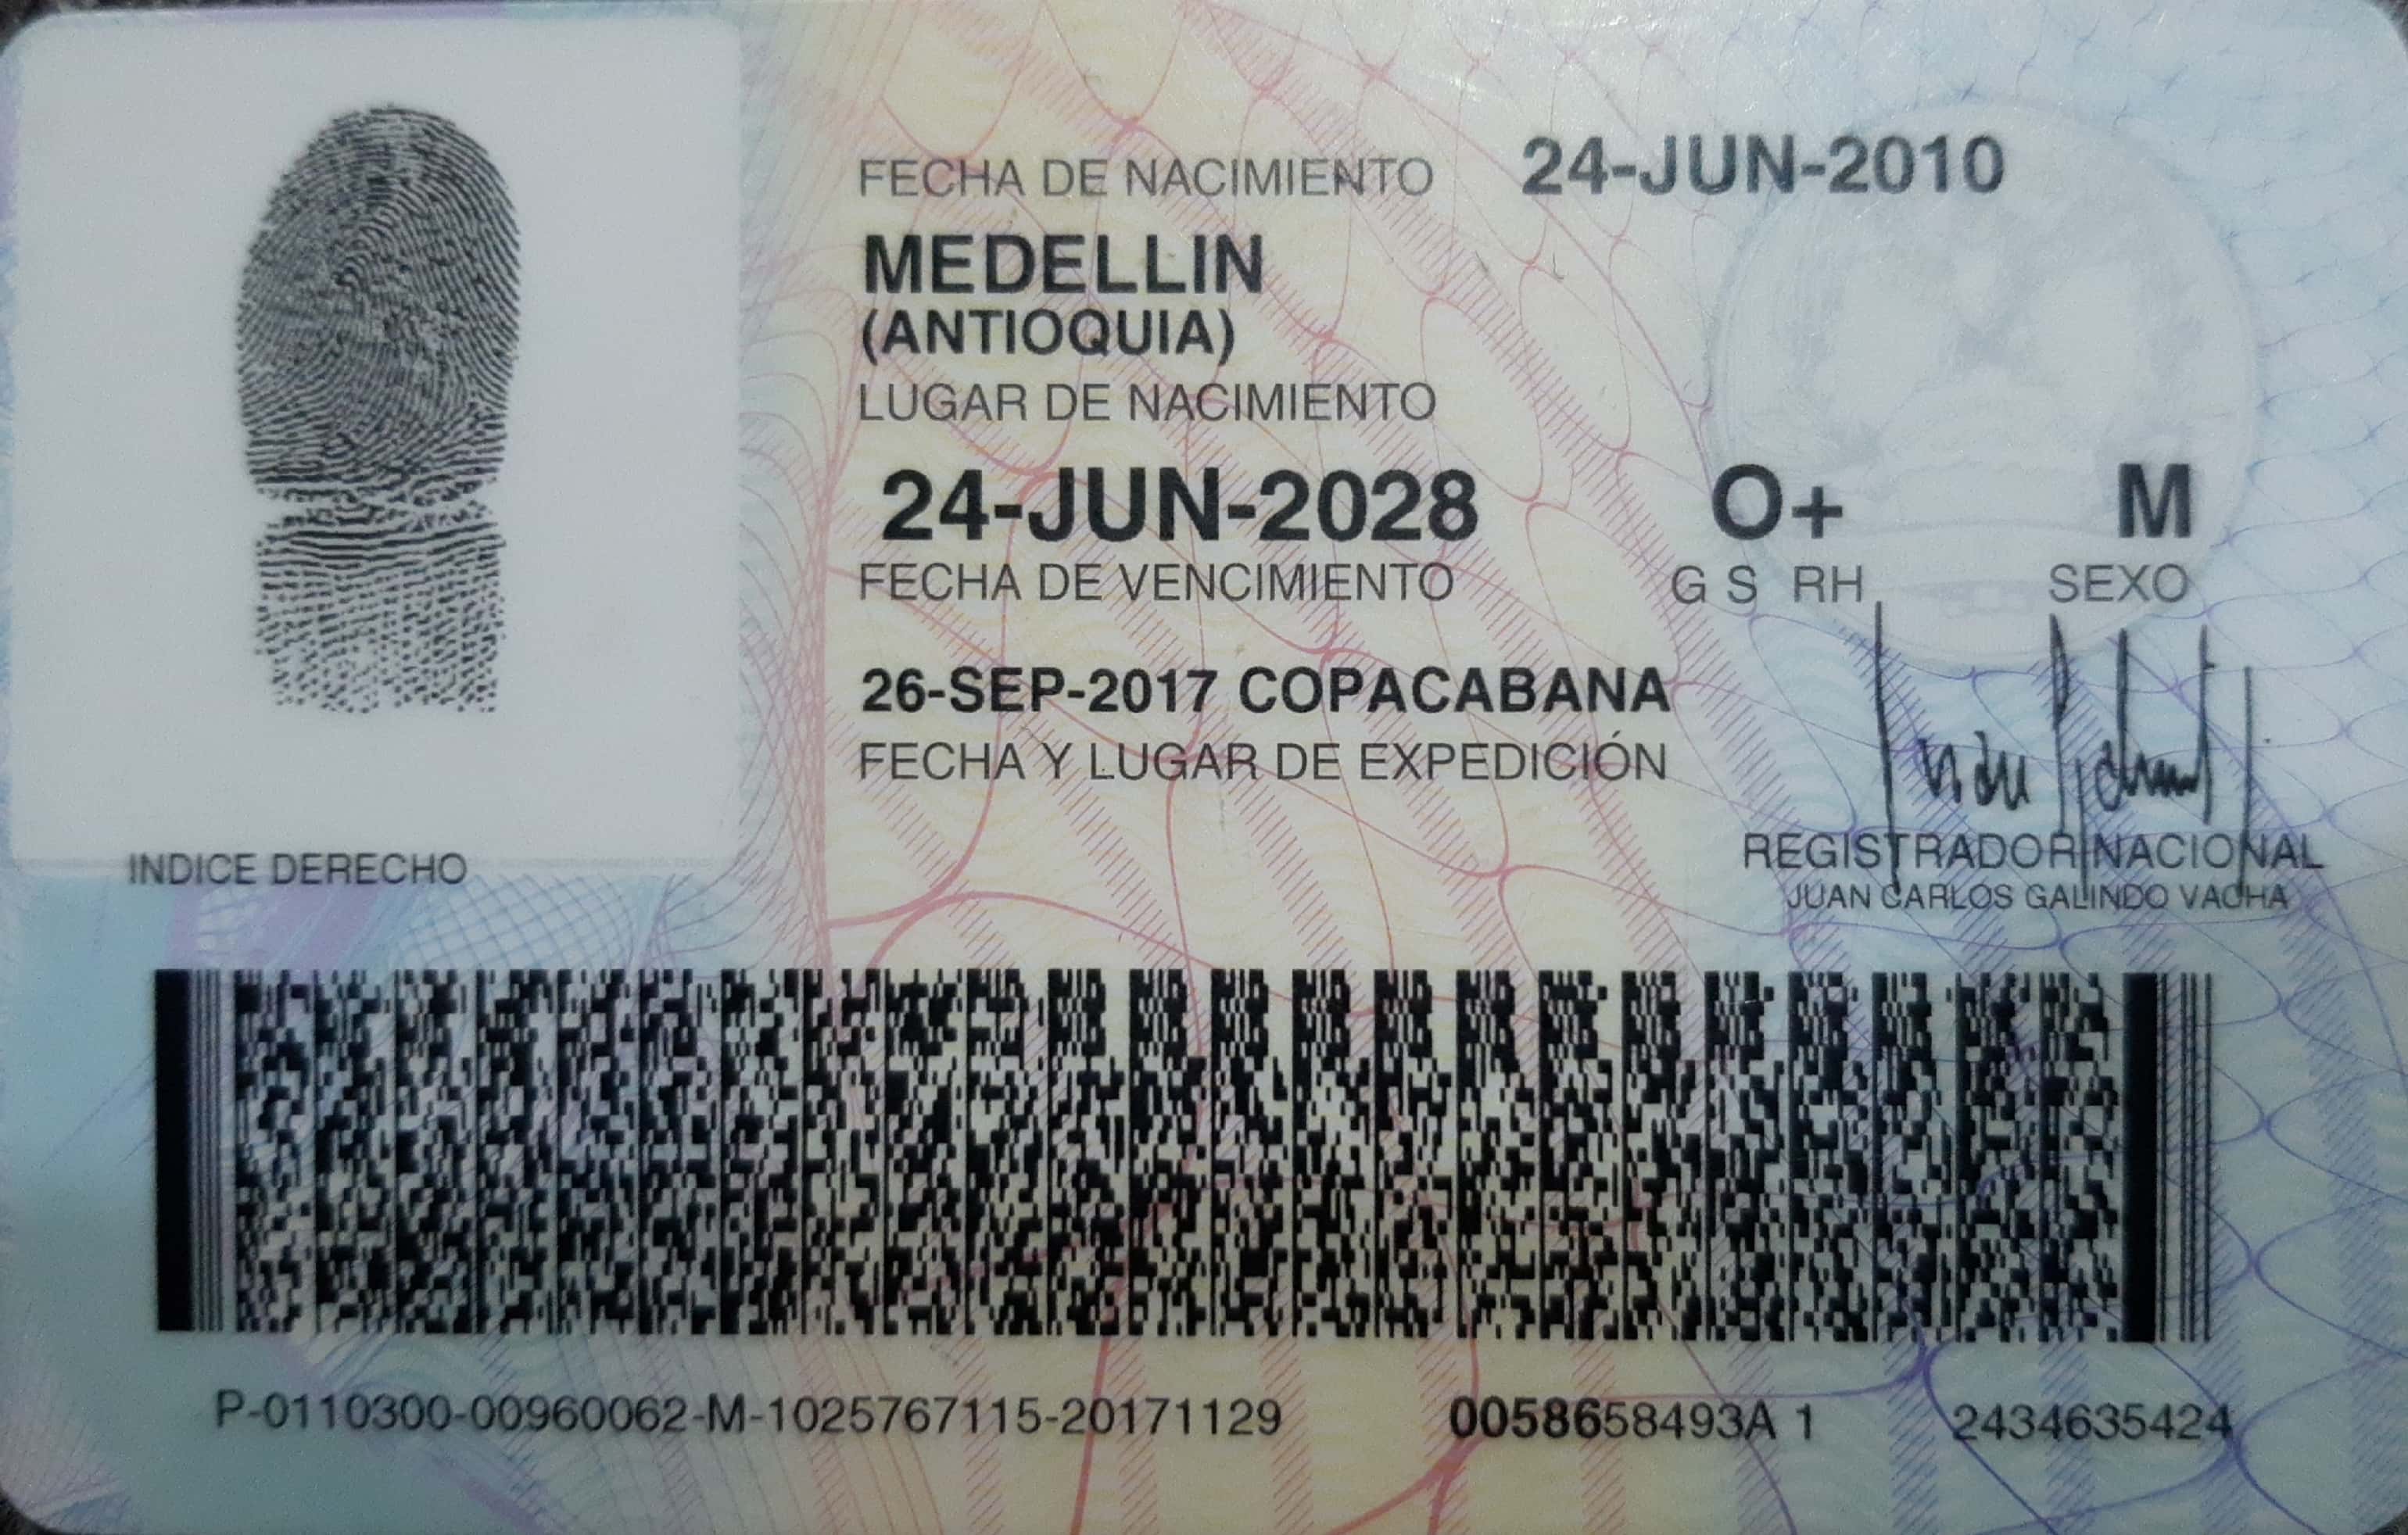 FECHA DE NACIMIENTO 24-JUN-2010
MEDELLIN
(ANTIOQUIA)
LUGAR DE NACIMIENTO
24-JUN-2028 O+ M
FECHA DE VENCIMIENTO G S RH SEXO
26-SEP-2017 COPACABANA
FECHA Y LUGAR DE EXPEDICIÓN
INDICE DERECHO
REGISTRADOR NACIONAL
JUAN CARLOS GALINDO VACHA
P-0110300-00960062-M-1025767115-20171129 0058658493A 1 2434635424